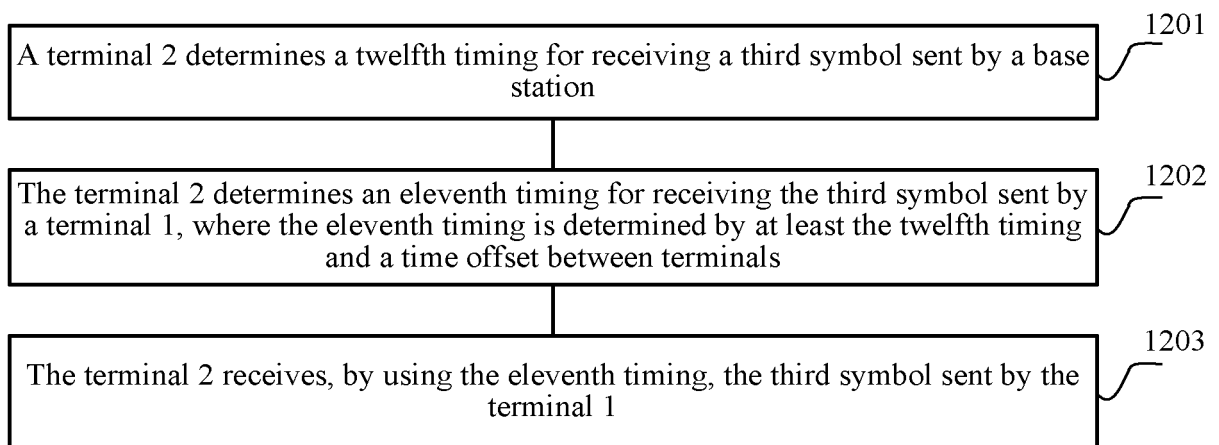 1201
A terminal 2 determines a twelfth timing for receiving a third symbol sent by a base
station
1202
The terminal 2 determines an eleventh timing for receiving the third symbol sent by
a terminal 1, where the eleventh timing is determined by at least the twelfth timing
and a time offset between terminals
1203
The terminal 2 receives, by using the eleventh timing, the third symbol sent by the
terminal 1